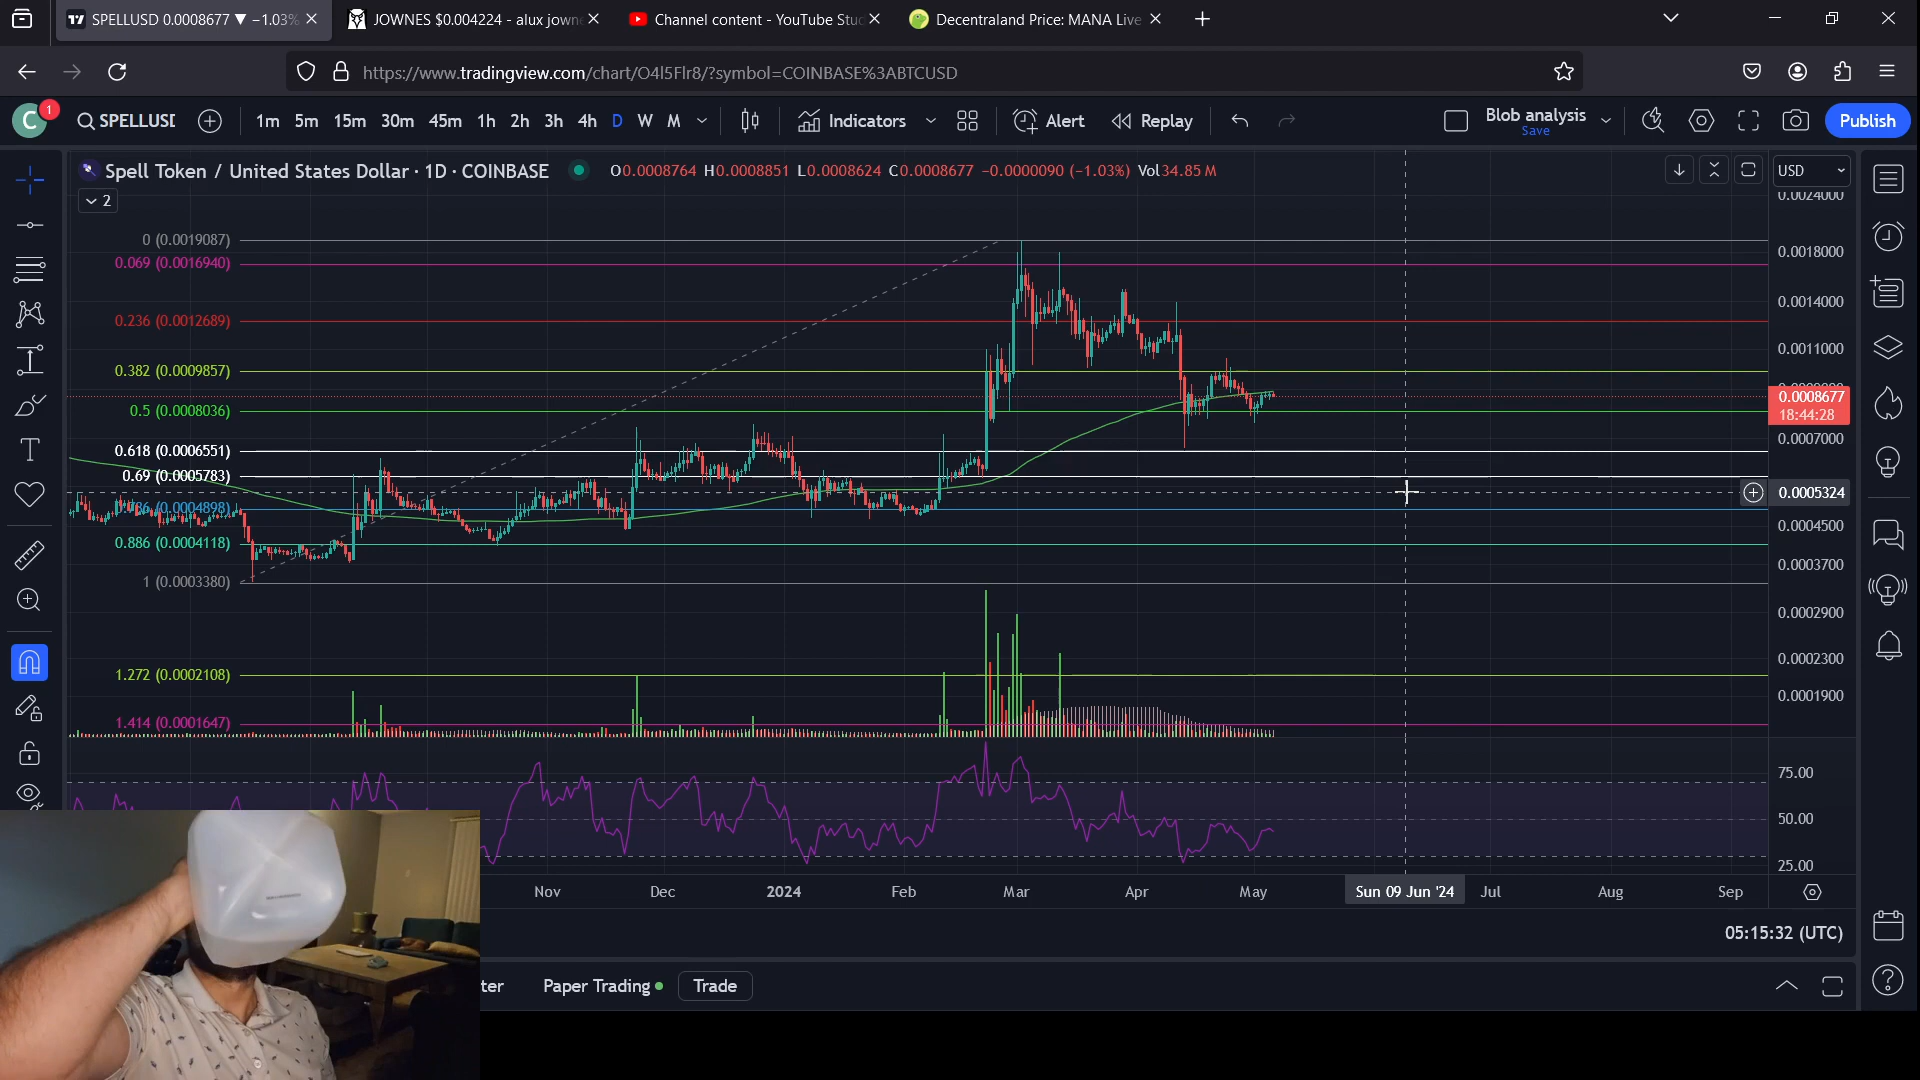 SPELLUSD 0.0008677 ▼ −1.03%
JOWNES $0.004224 - alux jown
Channel content - YouTube Stu
Decentraland Price: MANA Live
https://www.tradingview.com/chart/O4l5Flr8/?symbol=COINBASE%3ABTCUSD
C
1
SPELLUSD
1m 5m 15m 30m 45m 1h 2h 3h 4h D W M
Indicators
Alert
Replay
Blob analysis
Save
Publish
Spell Token / United States Dollar · 1D · COINBASE
O0.0008764 H0.0008851 L0.0008624 C0.0008677 −0.0000090 (−1.03%) Vol34.85 M
USD
2
0.0024000
0 (0.0019087)
0.0018000
0.069 (0.0016940)
0.0014000
0.236 (0.0012689)
0.0011000
0.382 (0.0009857)
0.0008677
18:44:28
0.5 (0.0008036)
0.0007000
0.618 (0.0006551)
0.69 (0.0005783)
0.0005324
(0.0004898)
0.0004500
0.886 (0.0004118)
0.0003700
1 (0.0003380)
0.0002900
0.0002300
1.272 (0.0002108)
0.0001900
1.414 (0.0001647)
75.00
50.00
25.00
Nov Dec 2024 Feb Mar Apr May Sun 09 Jun '24 Jul Aug Sep
05:15:32 (UTC)
ter
Paper Trading
Trade